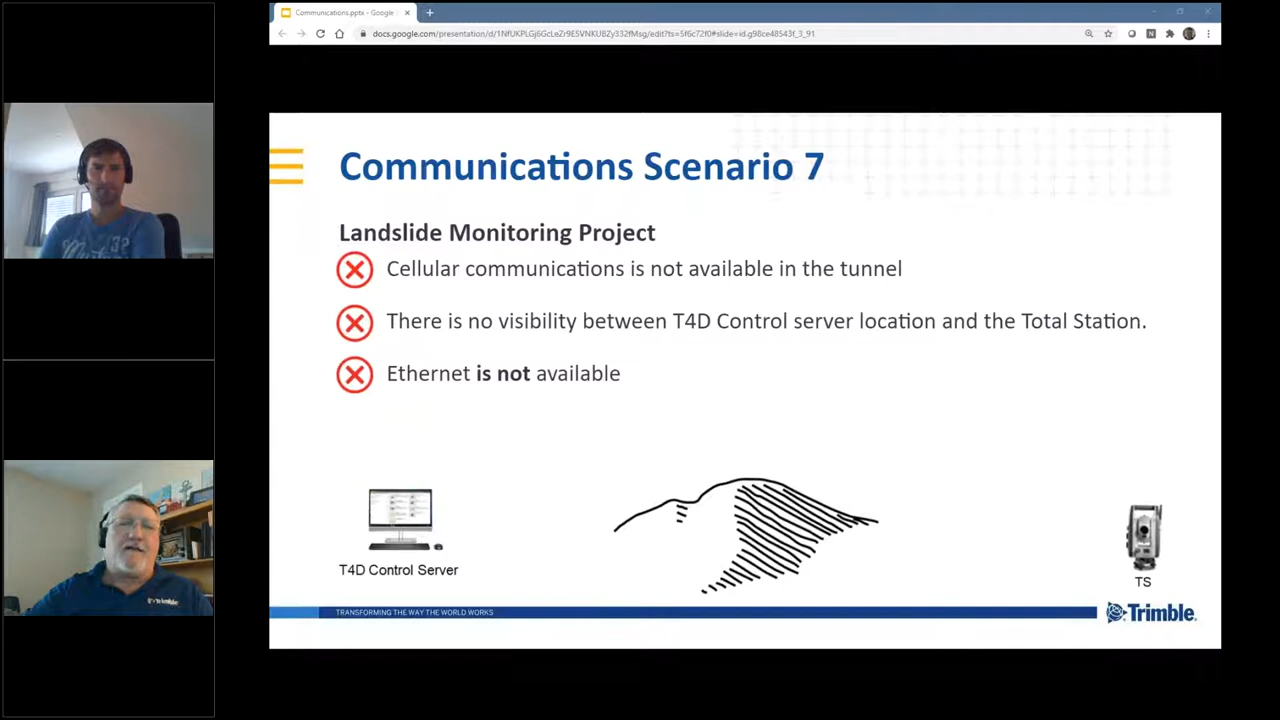 Communications.pptx - Google
docs.google.com/presentation/d/1NfUKPLGj6GcLeZr9E5VNKUBZy332fMsg/edit?ts=5f6c72f0#slide=id.g98ce48543f_3_91
Communications Scenario 7
Landslide Monitoring Project
Cellular communications is not available in the tunnel
There is no visibility between T4D Control server location and the Total Station.
Ethernet is not available
T4D Control Server
TS
TRANSFORMING THE WAY THE WORLD WORKS
Trimble